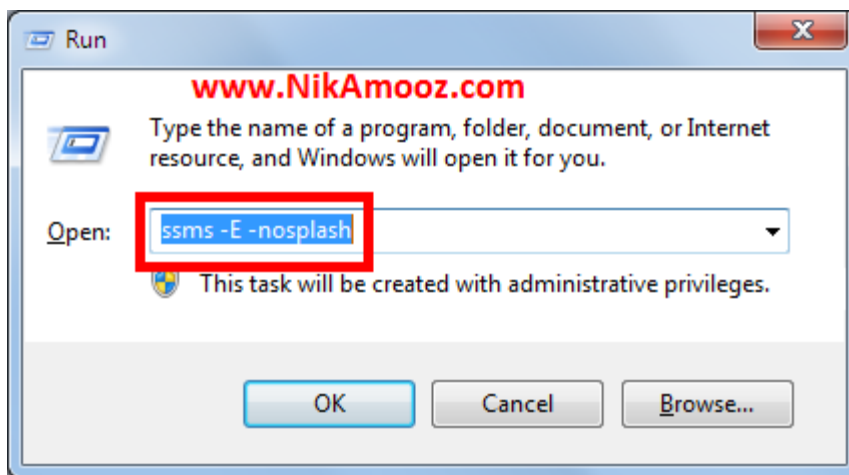 Run
www.NikAmooz.com
Type the name of a program, folder, document, or Internet
resource, and Windows will open it for you.
Open: ssms -E -nosplash
This task will be created with administrative privileges.
OK Cancel Browse...